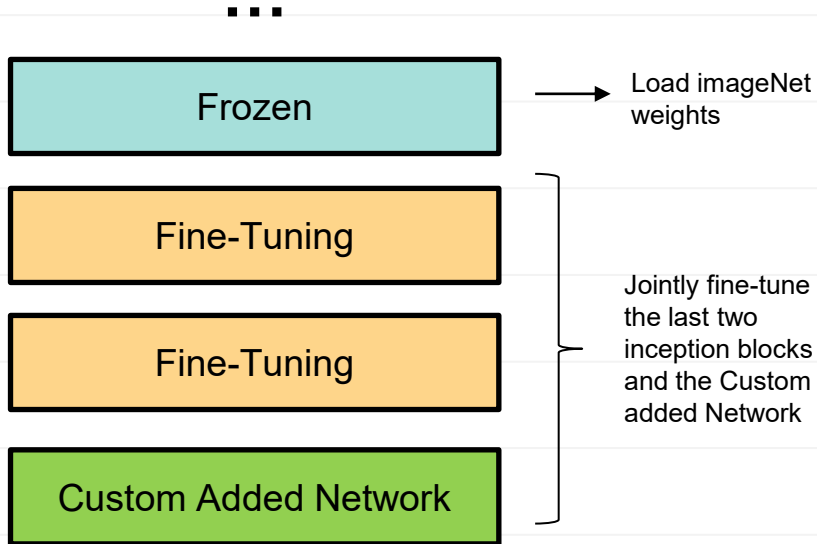 ...
Frozen
Load imageNet
weights
Fine-Tuning
Fine-Tuning
Jointly fine-tune
the last two
inception blocks
and the Custom
added Network
Custom Added Network